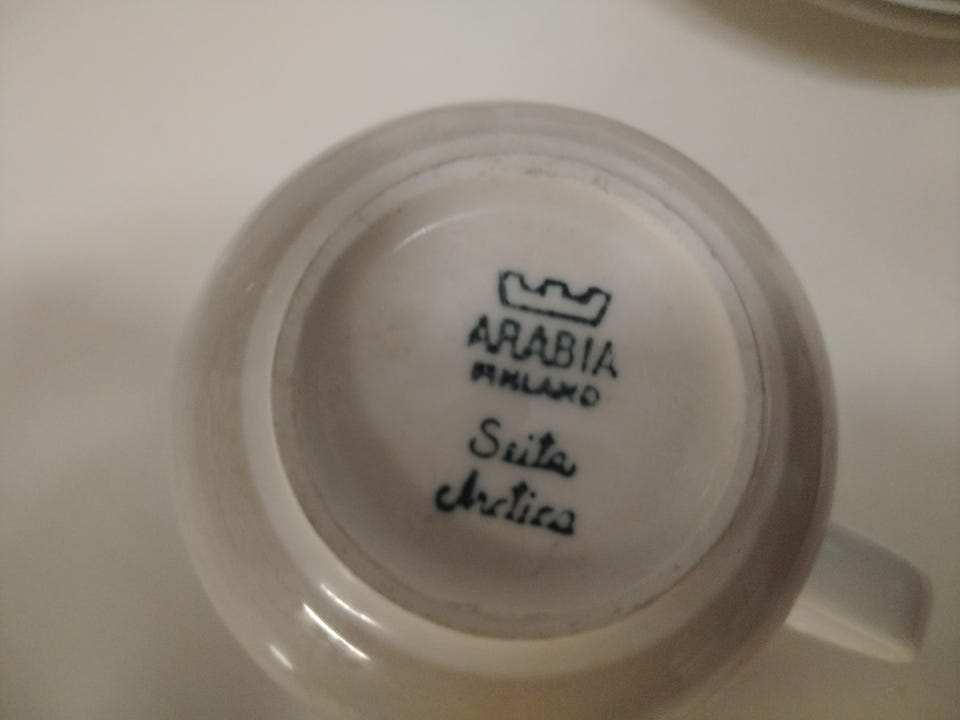 ARABIA
FINLAND
Seita
Arctica